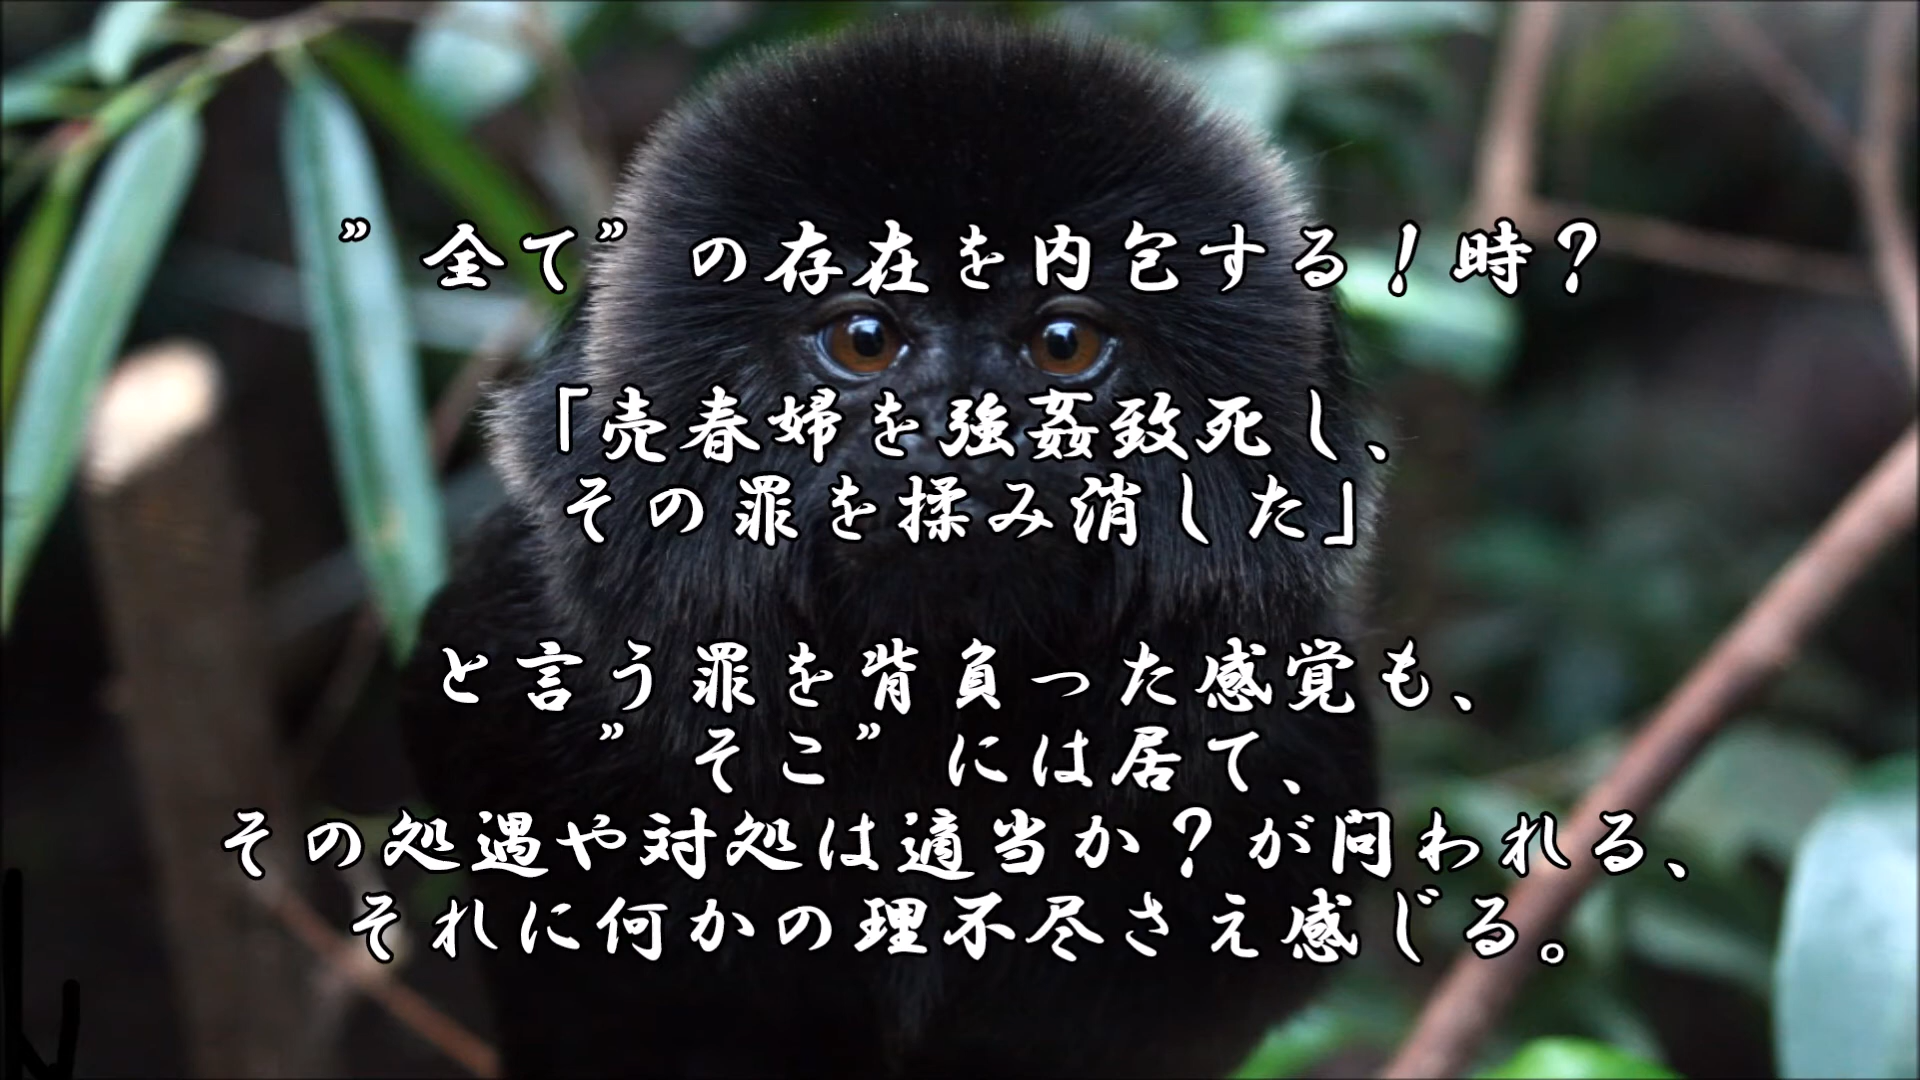 ”全て”の存在を内包する！時？
「売春婦を強姦致死し、
その罪を揉み消した」
と言う罪を背負った感覚も、
”そこ”には居て、
その処遇や対処は適当か？が問われる、
それに何かの理不尽さえ感じる。